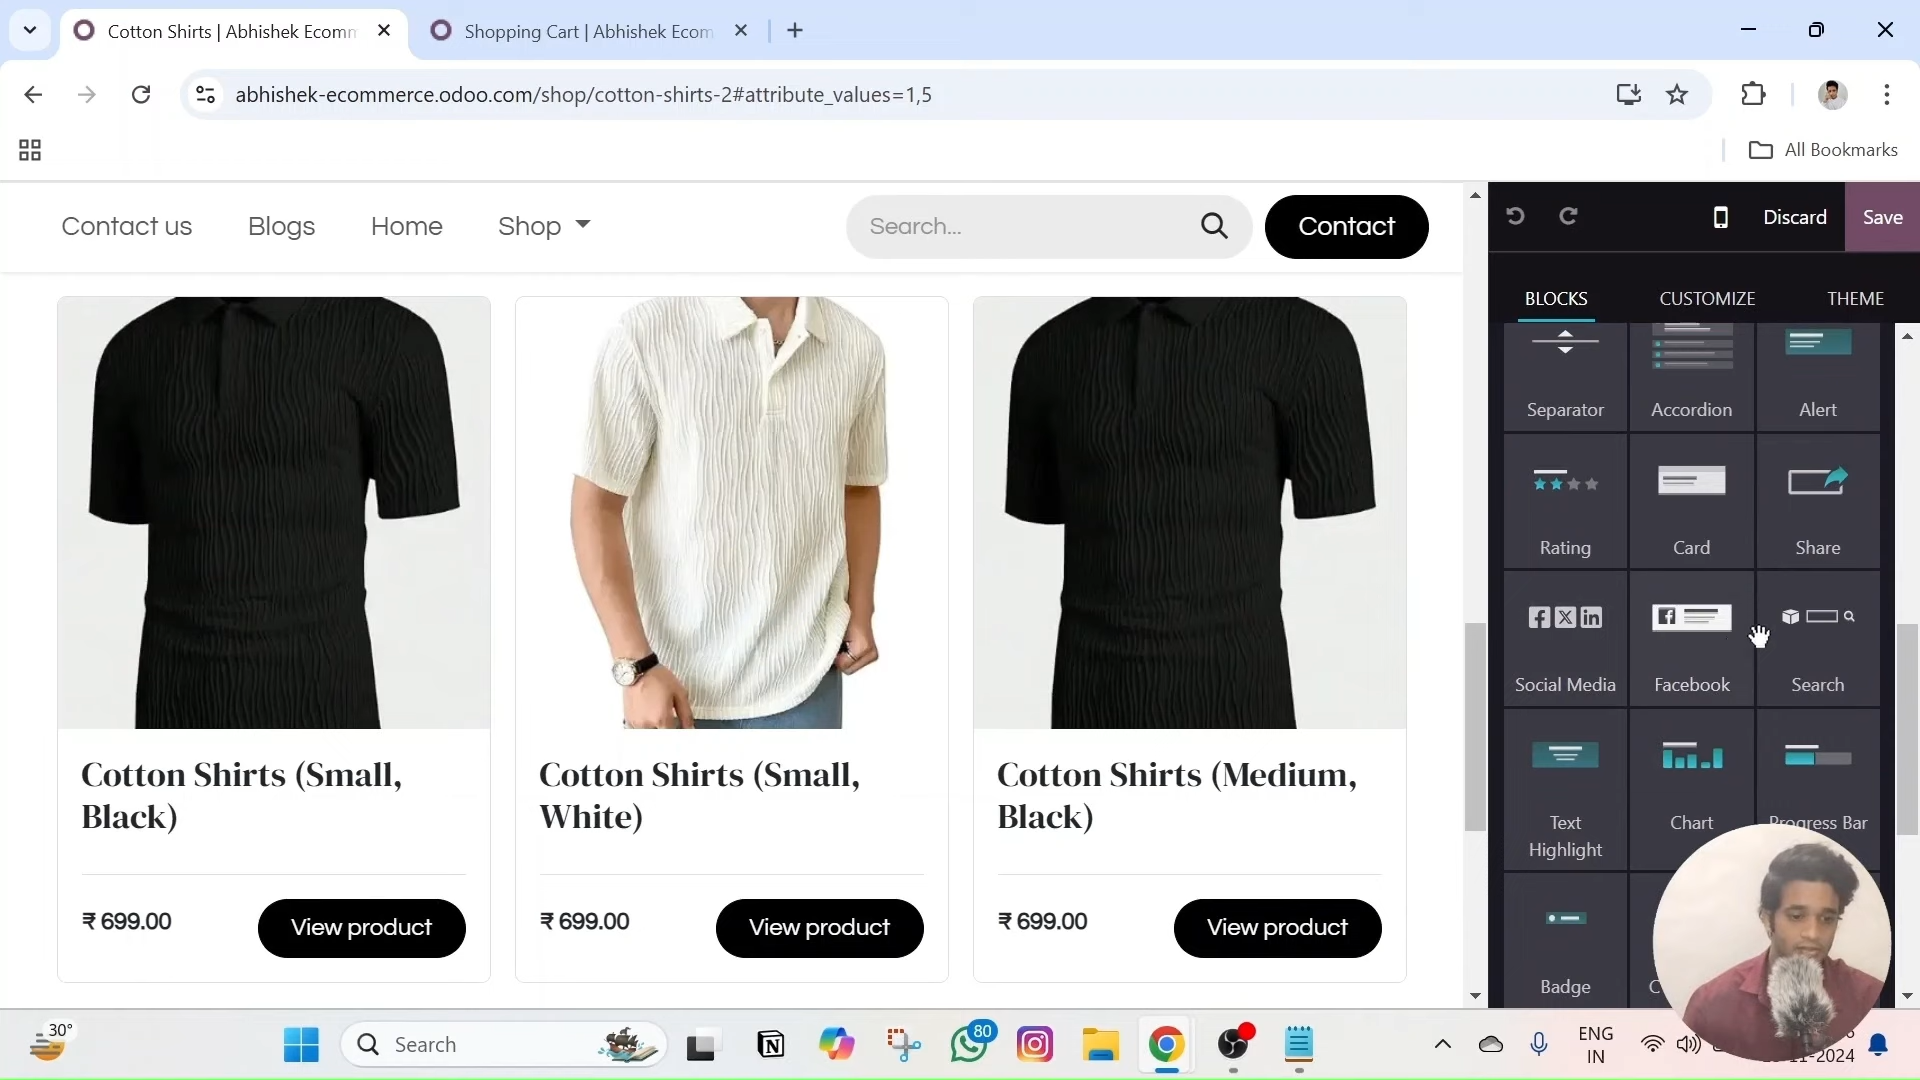 Cotton Shirts | Abhishek Ecomm
Shopping Cart | Abhishek Ecom
abhishek-ecommerce.odoo.com/shop/cotton-shirts-2#attribute_values=1,5
All Bookmarks
Contact us
Blogs
Home
Shop
Search...
Contact
Discard
Save
BLOCKS
CUSTOMIZE
THEME
Separator
Accordion
Alert
Rating
Card
Share
Social Media
Facebook
Search
Text
Highlight
Chart
Progress Bar
Badge
Cotton Shirts (Small,
Black)
₹ 699.00
View product
Cotton Shirts (Small,
White)
₹ 699.00
View product
Cotton Shirts (Medium,
Black)
₹ 699.00
View product
30°
Search
80
ENG
IN
11-2024